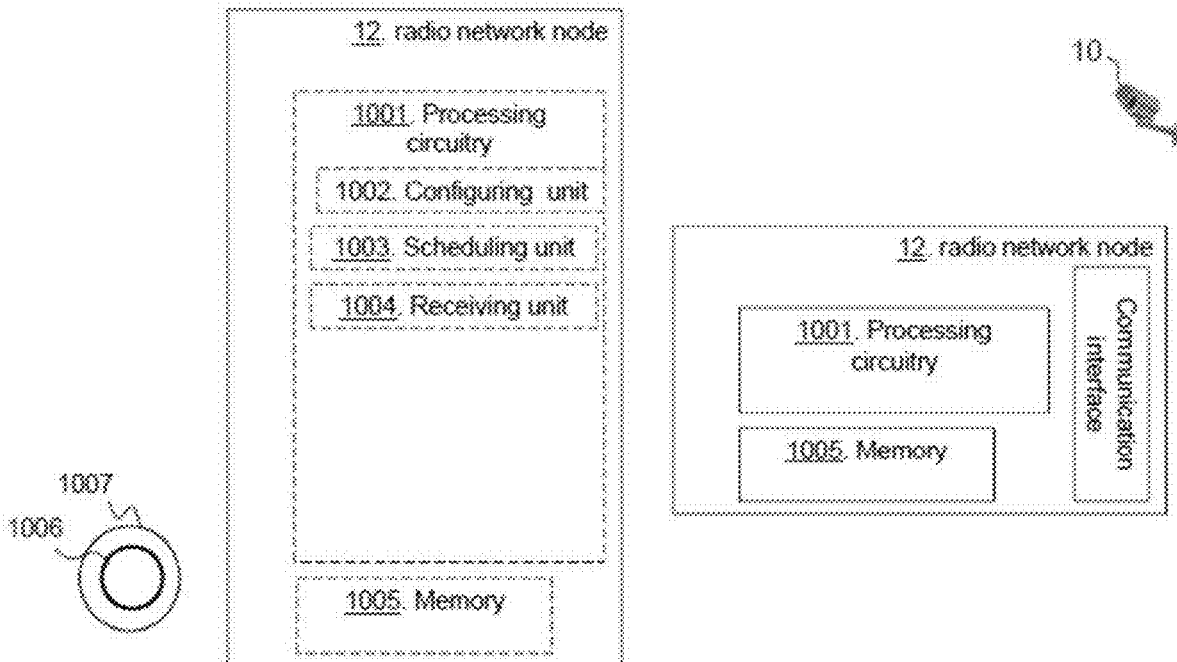 12. radio network node
1001. Processing
circuitry
1002. Configuring unit
1003. Scheduling unit
1004. Receiving unit
1005. Memory
1007
1006
10
12. radio network node
1001. Processing
circuitry
1005. Memory
Communication
interface